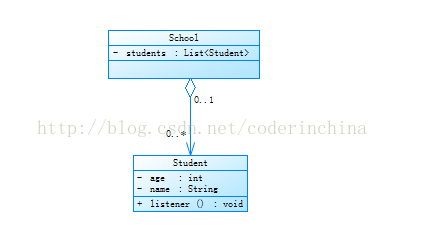 School
- students : List<Student>
0..1
http://blog.csdn.net/coderinchina
0..*
Student
- age : int
- name : String
+ listener () : void